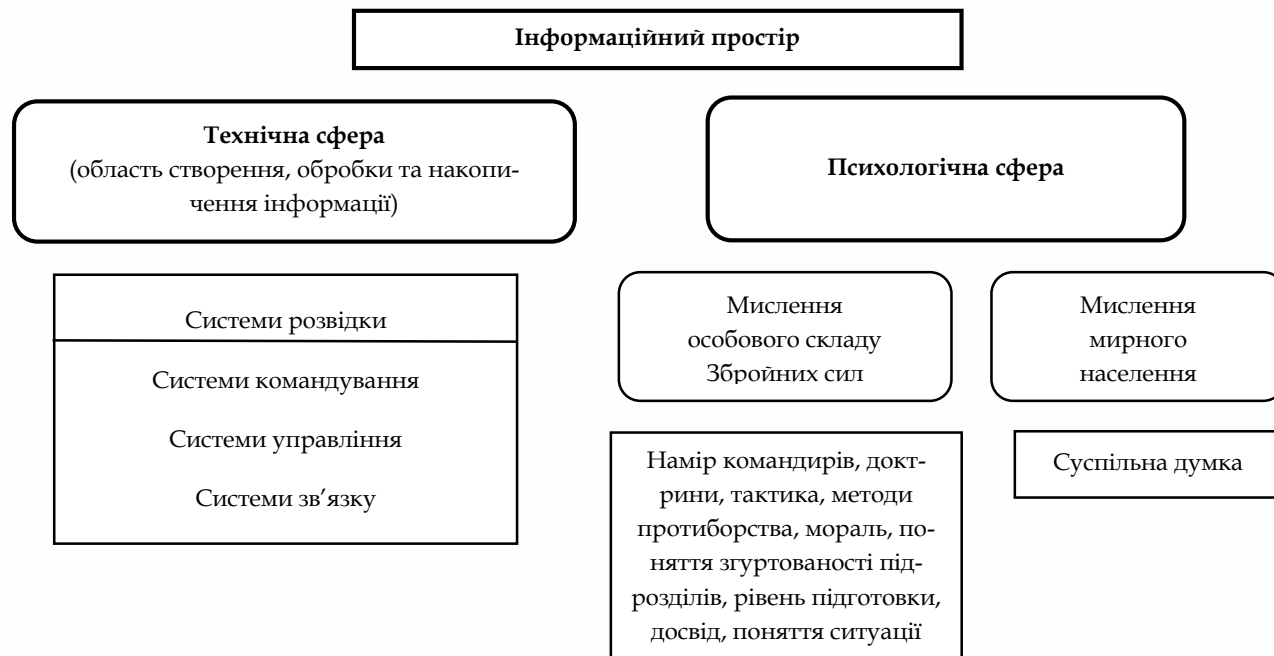 Інформаційний простір
Технічна сфера
(область створення, обробки та накопи-
чення інформації)
Психологічна сфера
Системи розвідки
Системи командування
Системи управління
Системи зв’язку
Мислення
особового складу
Збройних сил
Мислення
мирного
населення
Намір командирів, докт-
рини, тактика, методи
протиборства, мораль, по-
няття згуртованості під-
розділів, рівень підготовки,
досвід, поняття ситуації
Суспільна думка